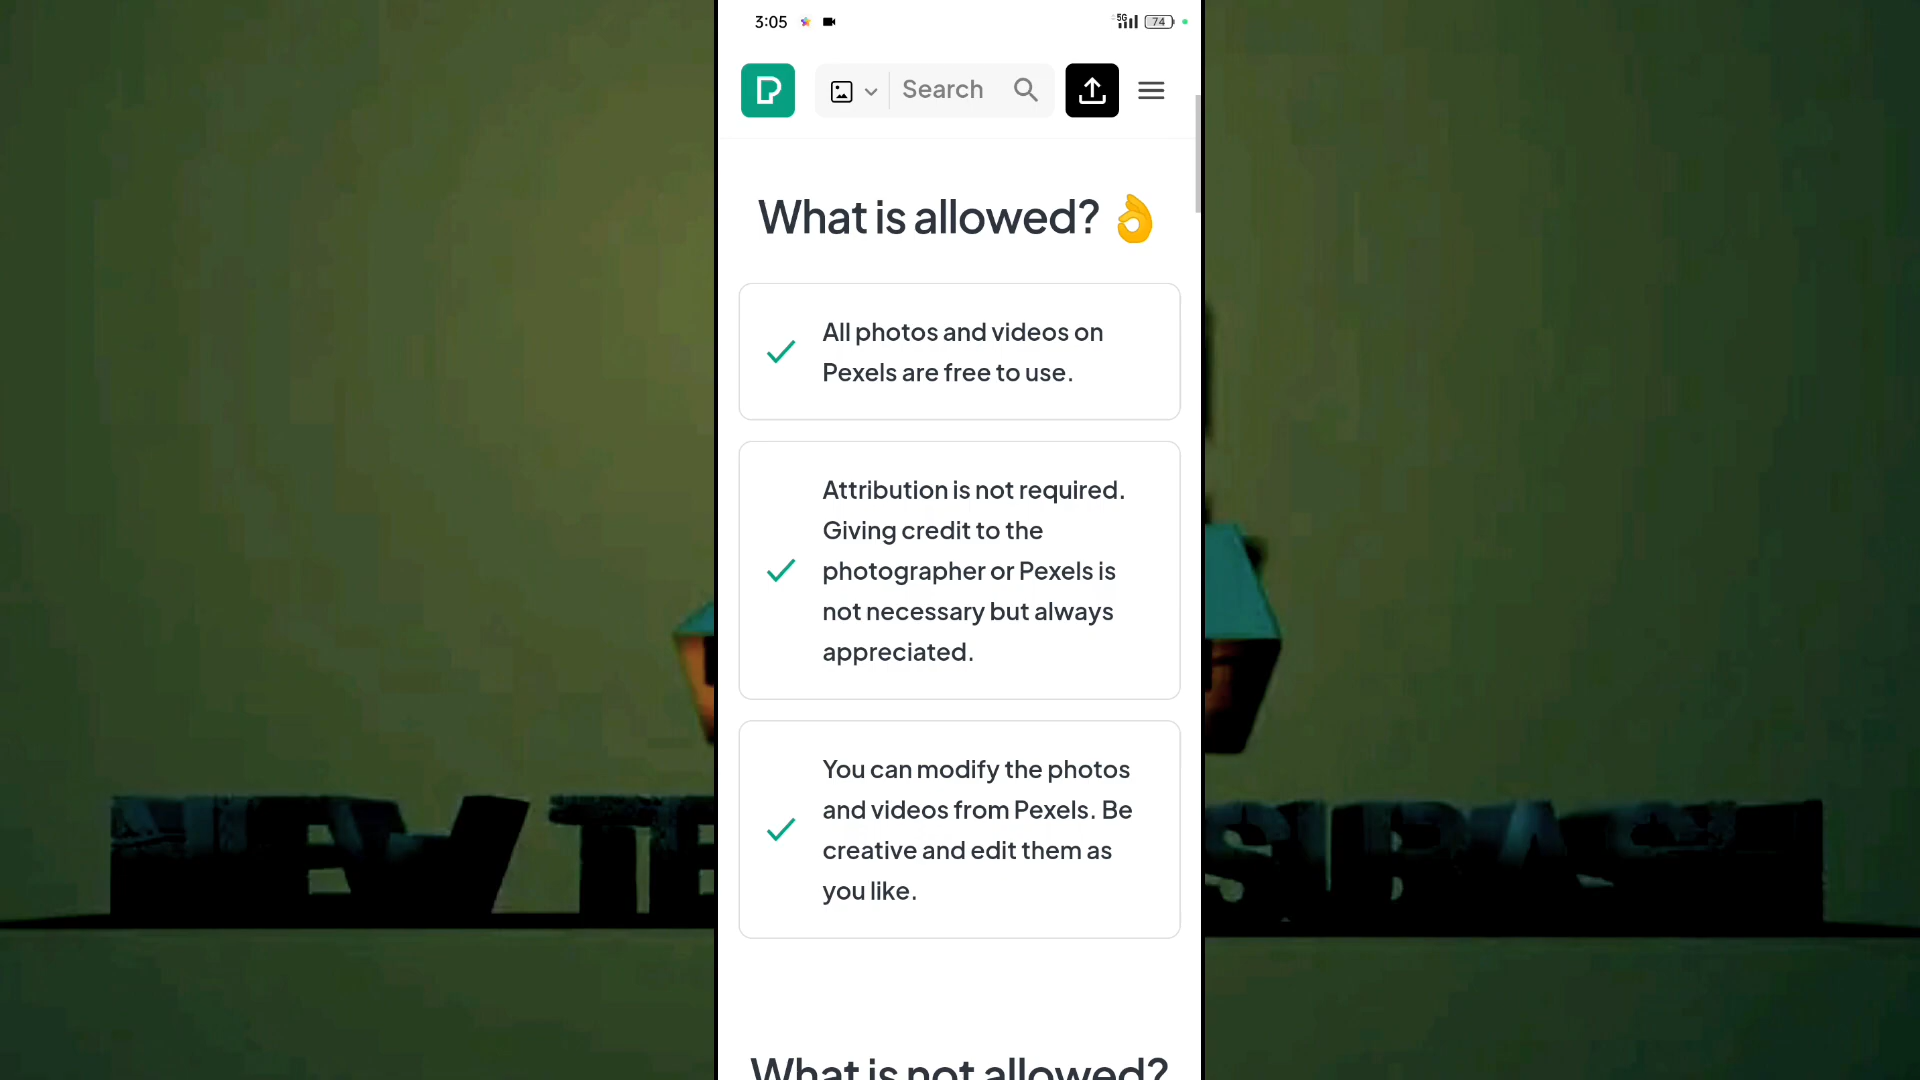 3:05
5G
74
Search
What is allowed? 👌
All photos and videos on
Pexels are free to use.
Attribution is not required.
Giving credit to the
photographer or Pexels is
not necessary but always
appreciated.
You can modify the photos
and videos from Pexels. Be
creative and edit them as
you like.
What is not allowed?